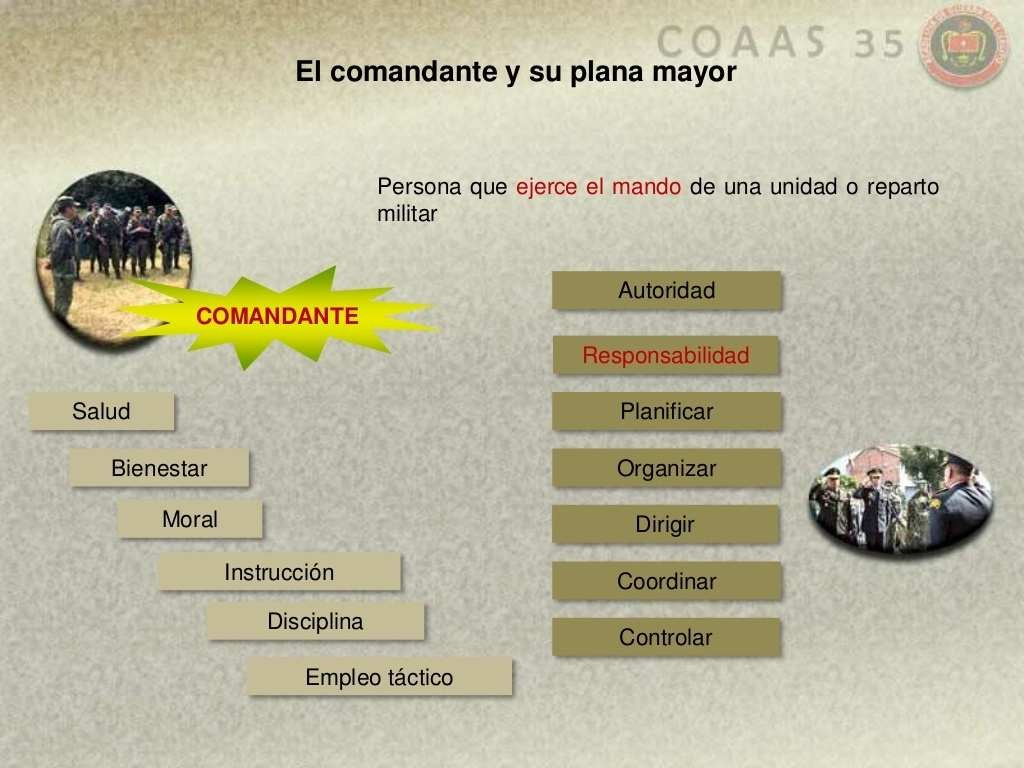 COAAS 35
El comandante y su plana mayor
Persona que ejerce el mando de una unidad o reparto
militar
COMANDANTE
Autoridad
Responsabilidad
Planificar
Organizar
Dirigir
Coordinar
Controlar
Salud
Bienestar
Moral
Instrucción
Disciplina
Empleo táctico